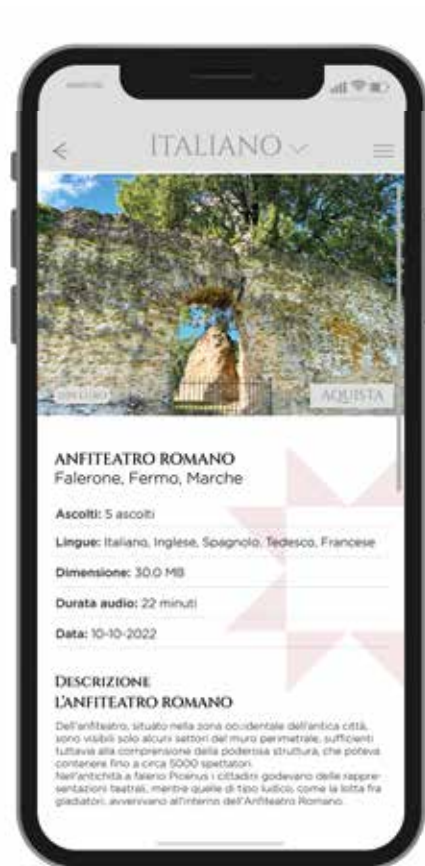 ITALIANO
AQUISTA
ANFITEATRO ROMANO
Falerone, Fermo, Marche
Ascolti: 5 ascolti
Lingue: Italiano, Inglese, Spagnolo, Tedesco, Francese
Dimensione: 30.0 MB
Durata audio: 22 minuti
Data: 10-10-2022
DESCRIZIONE
L'ANFITEATRO ROMANO
Dell'anfiteatro, situato nella zona occidentale dell'antica città,
sono visibili solo alcuni settori del muro perimetrale, sufficienti
tuttavia alla comprensione della poderosa struttura, che poteva
contenere fino a circa 5000 spettatori.
Nell'antichità a falerio Picenus i cittadini godevano delle rappre-
sentazioni teatrali, mentre quelle di tipo ludico, come la lotta fra
gladiatori, avvenivano all'interno dell'Anfiteatro Romano.